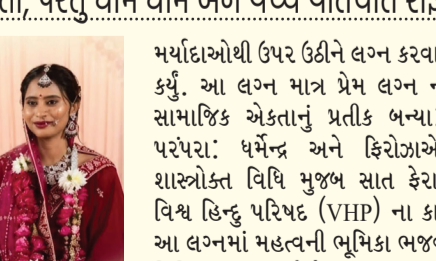 મર્યાદાઓથી ઉપર ઉઠીને લગ્ન કરવા
કર્યું. આ લગ્ન માત્ર પ્રેમ લગ્ન ન
સામાજિક એકતાનું પ્રતીક બન્યા
પરંપરા: ધર્મેન્દ્ર અને ફિરોઝાએ
શાસ્ત્રોક્ત વિધિ મુજબ સાત ફેરા
વિશ્વ હિન્દુ પરિષદ (VHP) ના કા
આ લગ્નમાં મહત્વની ભૂમિકા ભજવ